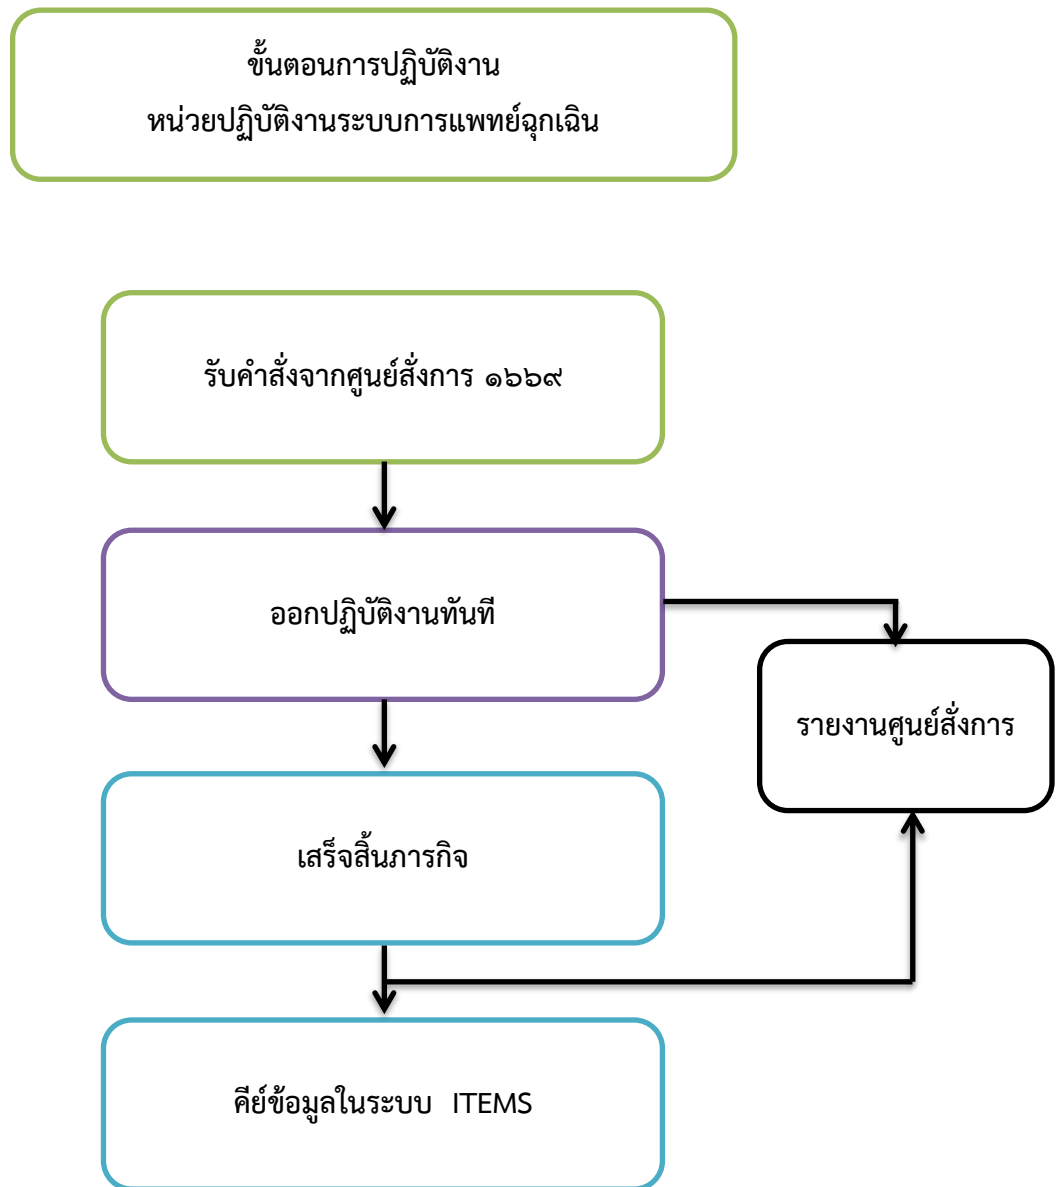 ขั้นตอนการปฏิบัติงาน
หน่วยปฏิบัติงานระบบการแพทย์ฉุกเฉิน
รับคำสั่งจากศูนย์สั่งการ ๑๖๖๙
ออกปฏิบัติงานทันที
รายงานศูนย์สั่งการ
เสร็จสิ้นภารกิจ
คีย์ข้อมูลในระบบ ITEMS